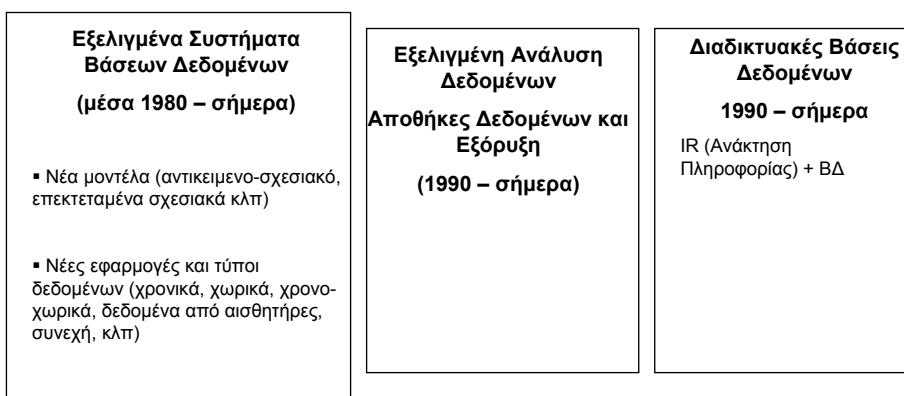 Εξελιγμένα Συστήματα
Βάσεων Δεδομένων
(μέσα 1980 – σήμερα)
▪ Νέα μοντέλα (αντικειμενο-σχεσιακό,
επεκτεταμένα σχεσιακά κλπ)
▪ Νέες εφαρμογές και τύποι
δεδομένων (χρονικά, χωρικά, χρονο-
χωρικά, δεδομένα από αισθητήρες,
συνεχή, κλπ)
Εξελιγμένη Ανάλυση
Δεδομένων
Αποθήκες Δεδομένων και
Εξόρυξη
(1990 – σήμερα)
Διαδικτυακές Βάσεις
Δεδομένων
1990 – σήμερα
IR (Ανάκτηση
Πληροφορίας) + ΒΔ